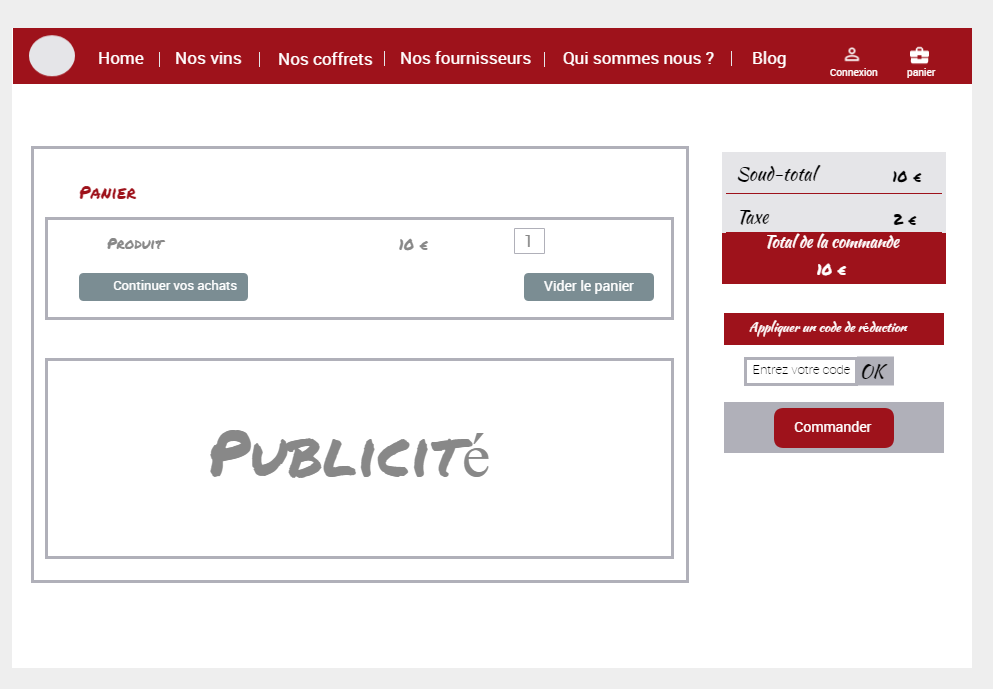 Home | Nos vins | Nos coffrets | Nos fournisseurs | Qui sommes nous ? | Blog
Connexion panier
Panier
Produit 10 € 1
Continuer vos achats Vider le panier
Publicité
Soud-total 10 €
Taxe 2 €
Total de la commande
10 €
Appliquer un code de réduction
Entrez votre code OK
Commander